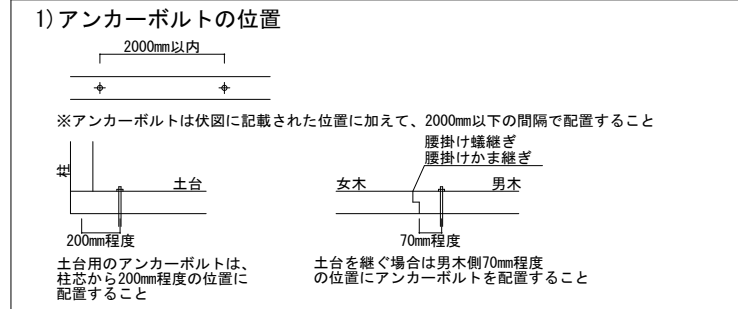 1)アンカーボルトの位置
2000mm以内
※アンカーボルトは伏図に記載された位置に加えて、2000mm以下の間隔で配置すること
柱
土台
200mm程度
土台用のアンカーボルトは、
柱芯から200mm程度の位置に
配置すること
腰掛け蟻継ぎ
腰掛けかま継ぎ
女木
男木
70mm程度
土台を継ぐ場合は男木側70mm程度
の位置にアンカーボルトを配置すること